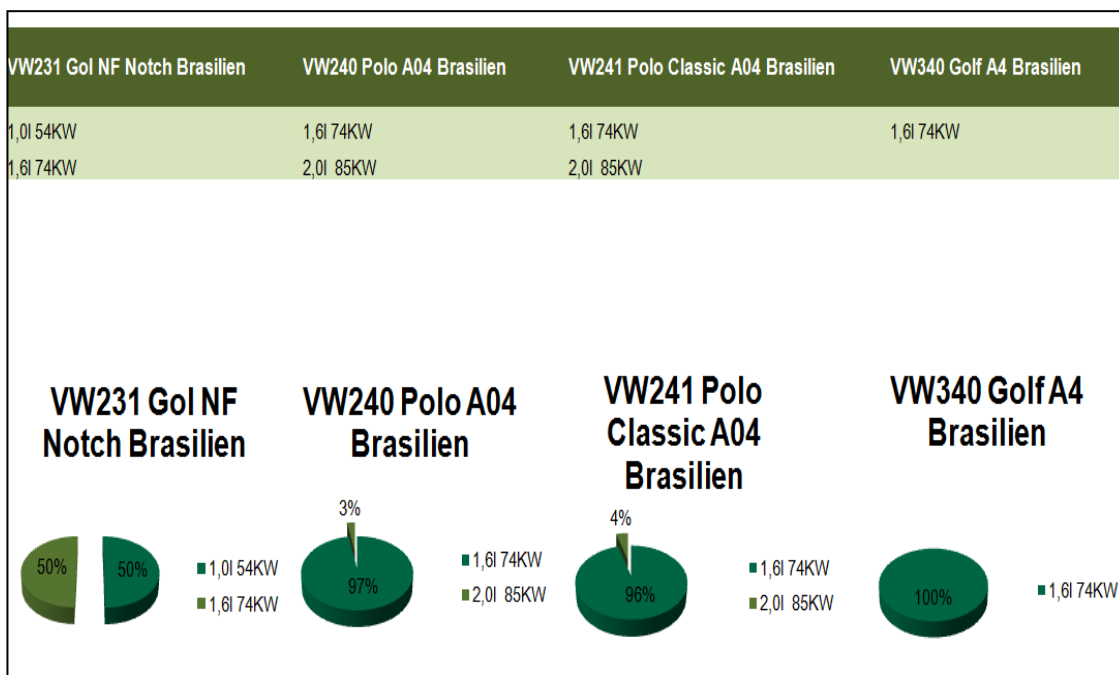 VW231 Gol NF Notch Brasilien
VW240 Polo A04 Brasilien
VW241 Polo Classic A04 Brasilien
VW340 Golf A4 Brasilien
1,0l 54KW
1,6l 74KW
1,6l 74KW
1,6l 74KW
1,6l 74KW
2,0l 85KW
2,0l 85KW
VW231 Gol NF
Notch Brasilien
50%
50%
1,0l 54KW
1,6l 74KW
VW240 Polo A04
Brasilien
3%
97%
1,6l 74KW
2,0l 85KW
VW241 Polo
Classic A04
Brasilien
4%
96%
1,6l 74KW
2,0l 85KW
VW340 Golf A4
Brasilien
100%
1,6l 74KW